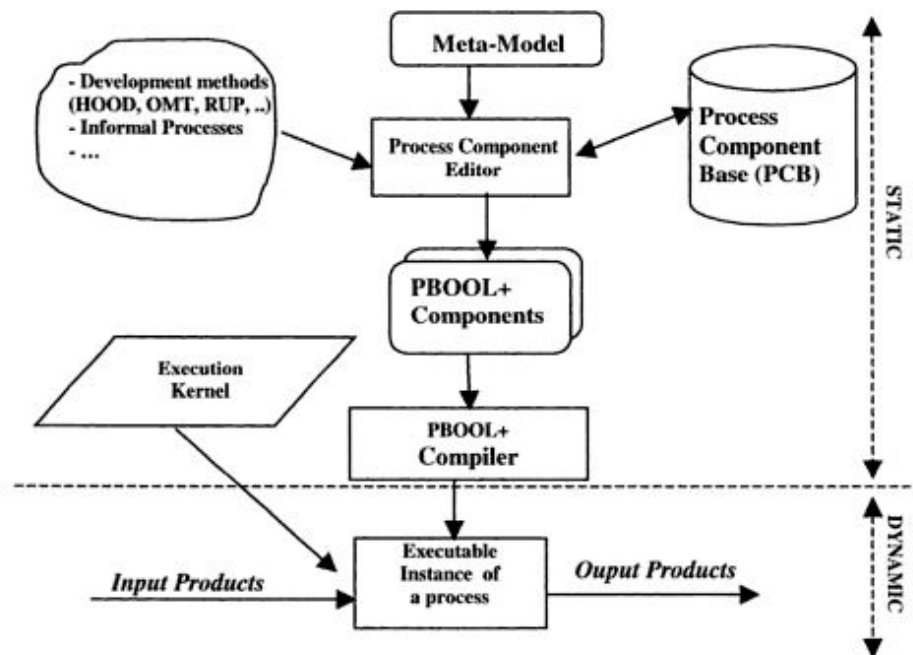 Meta-Model
- Development methods
(HOOD, OMT, RUP, ..)
- Informal Processes
- ...
Process Component
Editor
Process
Component
Base (PCB)
STATIC
PBOOL+
Components
Execution
Kernel
PBOOL+
Compiler
Executable
Instance of
a process
Input Products
Ouput Products
DYNAMIC